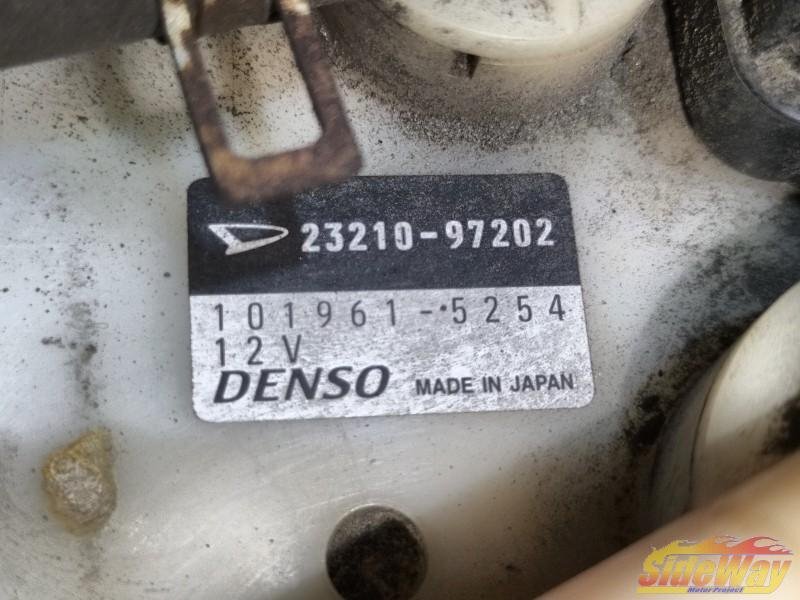 23210-97202
101961-5254
12V
DENSO MADE IN JAPAN
SideWay
Motor Project